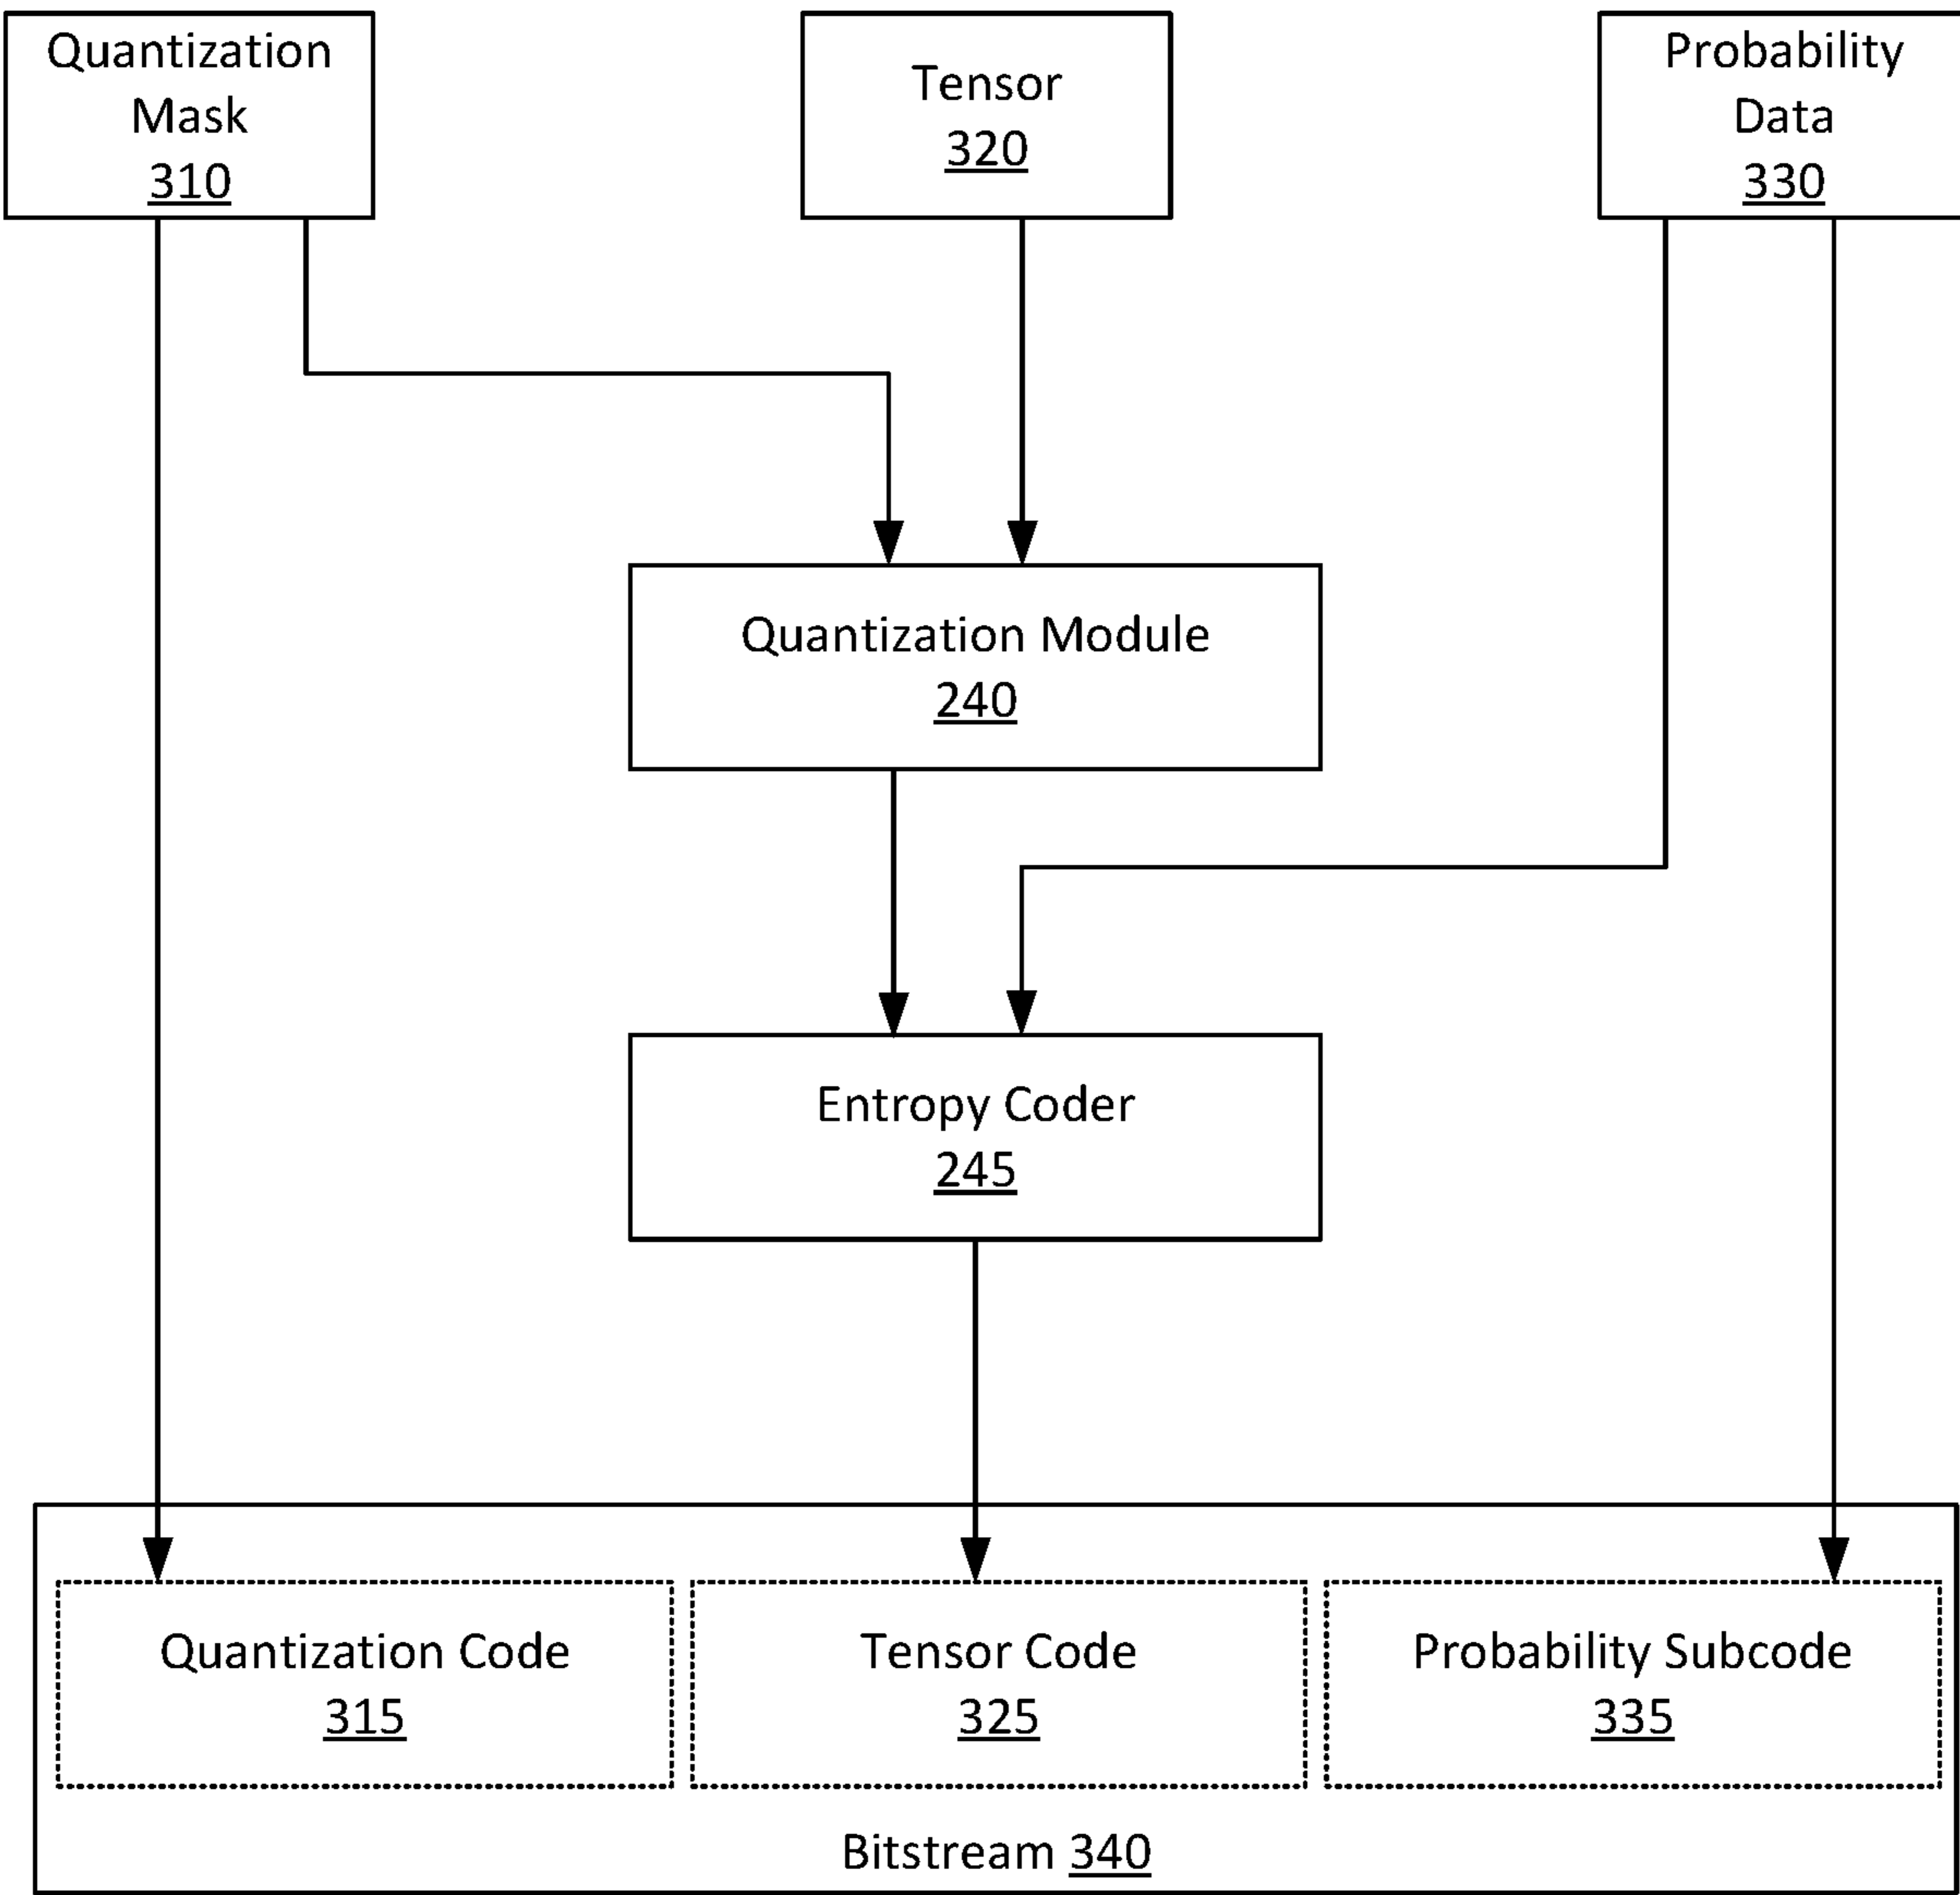 Quantization
Mask
310
Tensor
320
Probability
Data
330
Quantization Module
240
Entropy Coder
245
Quantization Code
315
Tensor Code
325
Probability Subcode
335
Bitstream 340